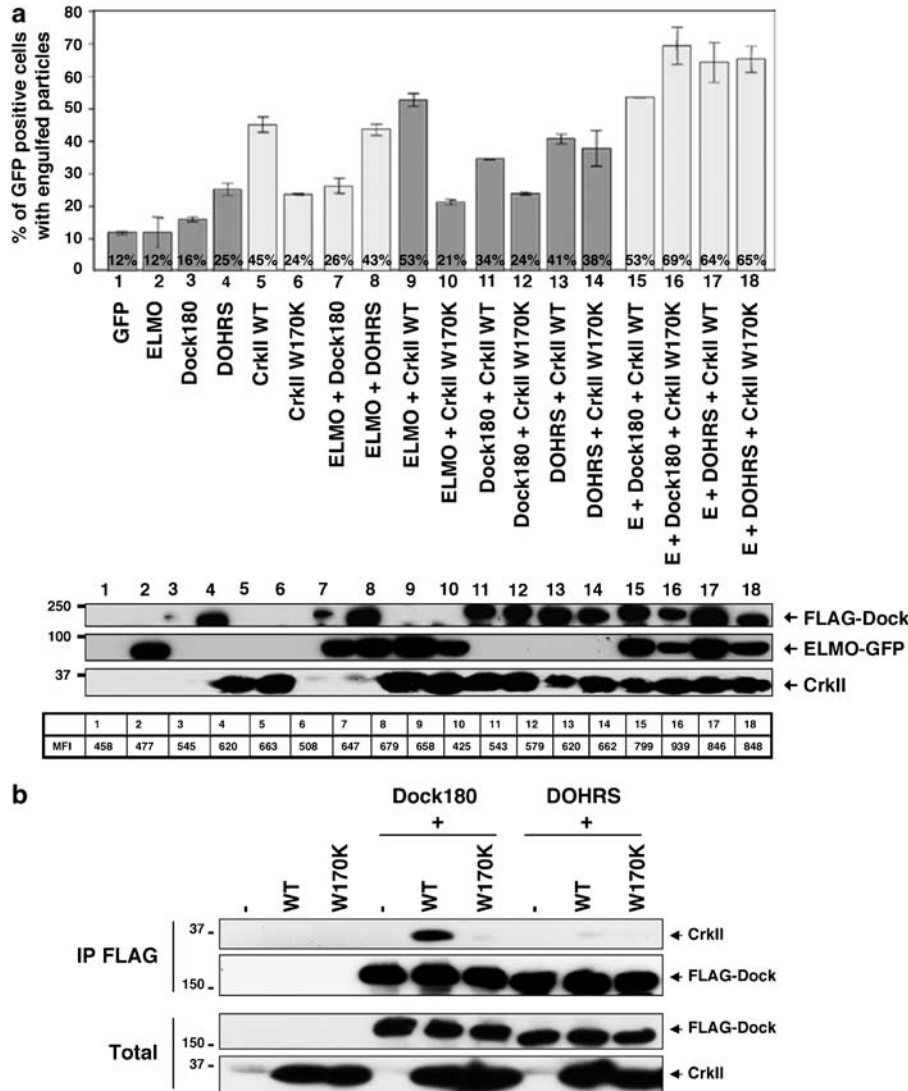 a
% of GFP positive cells
with engulfed particles
80
70
60
50
40
30
20
10
0
12% 12% 16% 25% 45% 24% 26% 43% 53% 21% 34% 24% 41% 38% 53% 69% 64% 65%
1 2 3 4 5 6 7 8 9 10 11 12 13 14 15 16 17 18
GFP
ELMO
Dock180
DOHRS
CrkII WT
CrkII W170K
ELMO + Dock180
ELMO + DOHRS
ELMO + CrkII WT
ELMO + CrkII W170K
Dock180 + CrkII WT
Dock180 + CrkII W170K
DOHRS + CrkII WT
DOHRS + CrkII W170K
E + Dock180 + CrkII WT
E + Dock180 + CrkII W170K
E + DOHRS + CrkII WT
E + DOHRS + CrkII W170K
1 2 3 4 5 6 7 8 9 10 11 12 13 14 15 16 17 18
250
FLAG-Dock
100
ELMO-GFP
37
CrkII
1 2 3 4 5 6 7 8 9 10 11 12 13 14 15 16 17 18
MFI 458 477 545 620 663 508 647 679 658 425 543 579 620 662 799 939 846 848
b
Dock180 DOHRS
+ +
- WT W170K - WT W170K - WT W170K
IP FLAG
37
CrkII
150
FLAG-Dock
Total
150
FLAG-Dock
37
CrkII